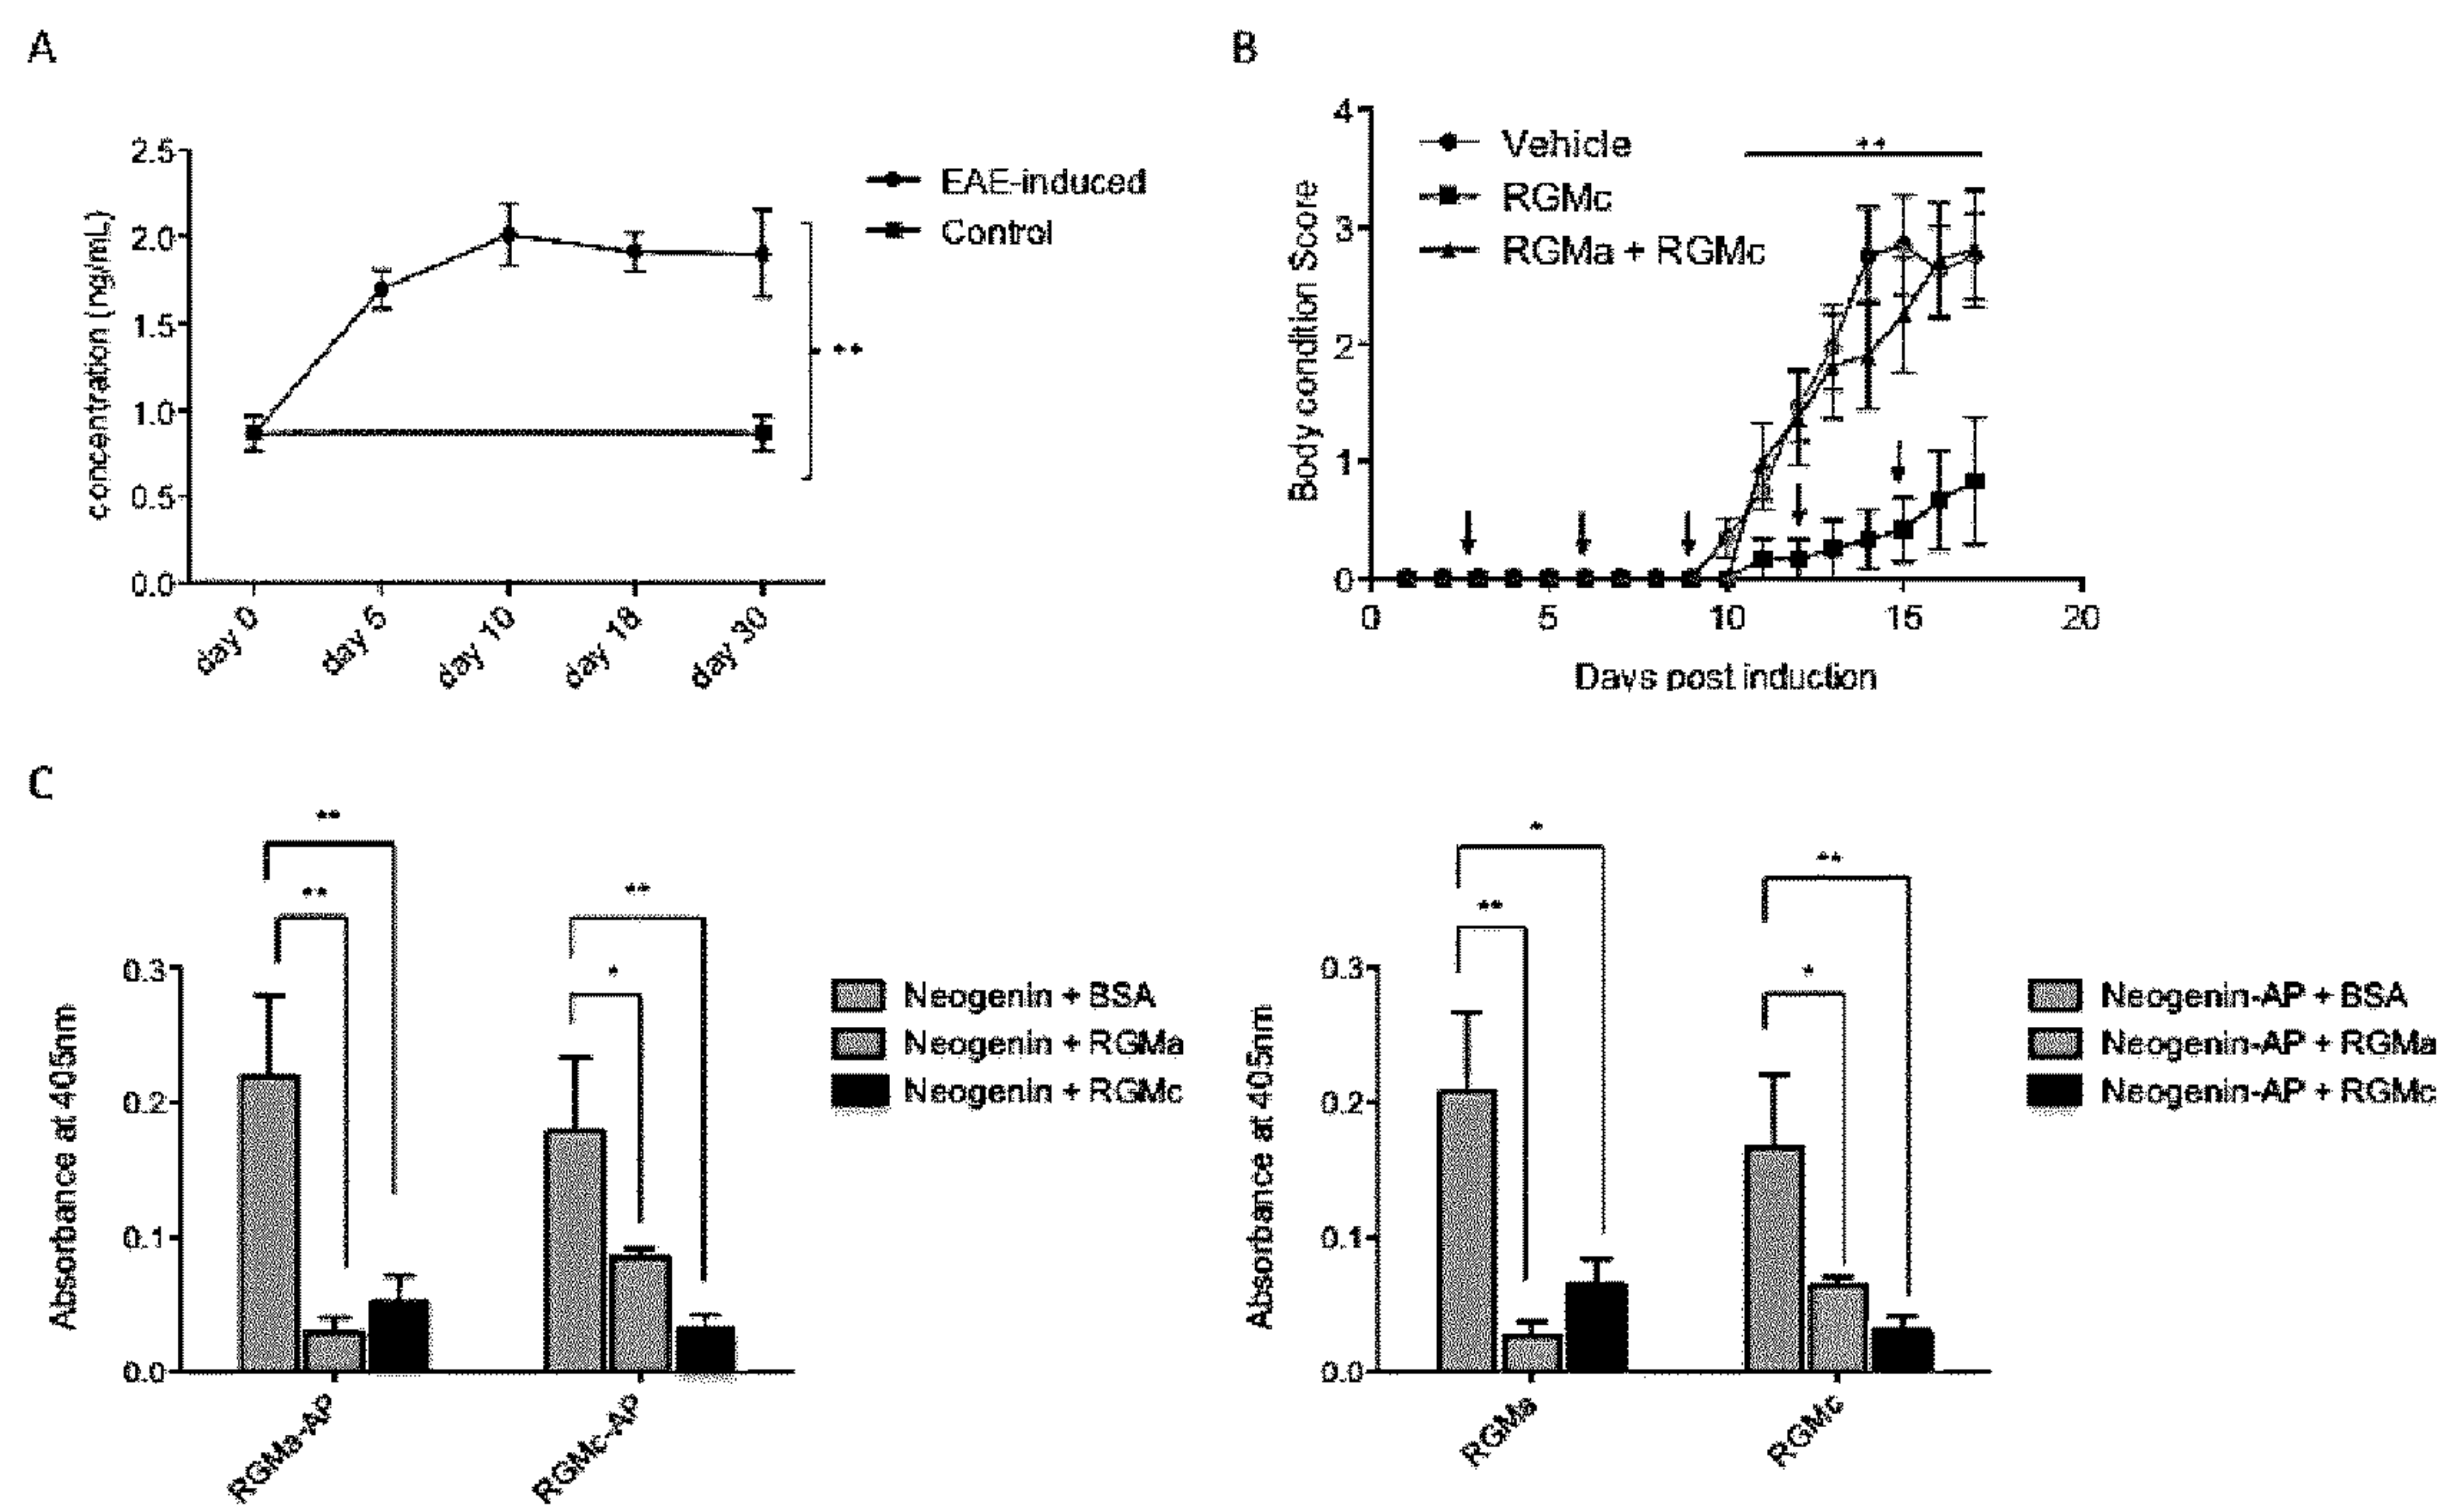 A
2.5
2.0
1.5
1.0
0.5
0.0
concentration (ng/mL)
day 0
day 5
day 10
day 18
day 30
EAE-induced
Control
**
B
4
3
2
1
0
Body condition Score
Vehicle
RGMc
RGMa + RGMc
**
0
5
10
15
20
Days post induction
C
0.3
0.2
0.1
0.0
Absorbance at 405nm
**
**
**
*
RGMa-Ap
RGMc-Ap
Neogenin + BSA
Neogenin + RGMa
Neogenin + RGMc
0.3
0.2
0.1
0.0
Absorbance at 405nm
*
**
**
*
RGMa
RGMc
Neogenin-AP + BSA
Neogenin-AP + RGMa
Neogenin-AP + RGMc